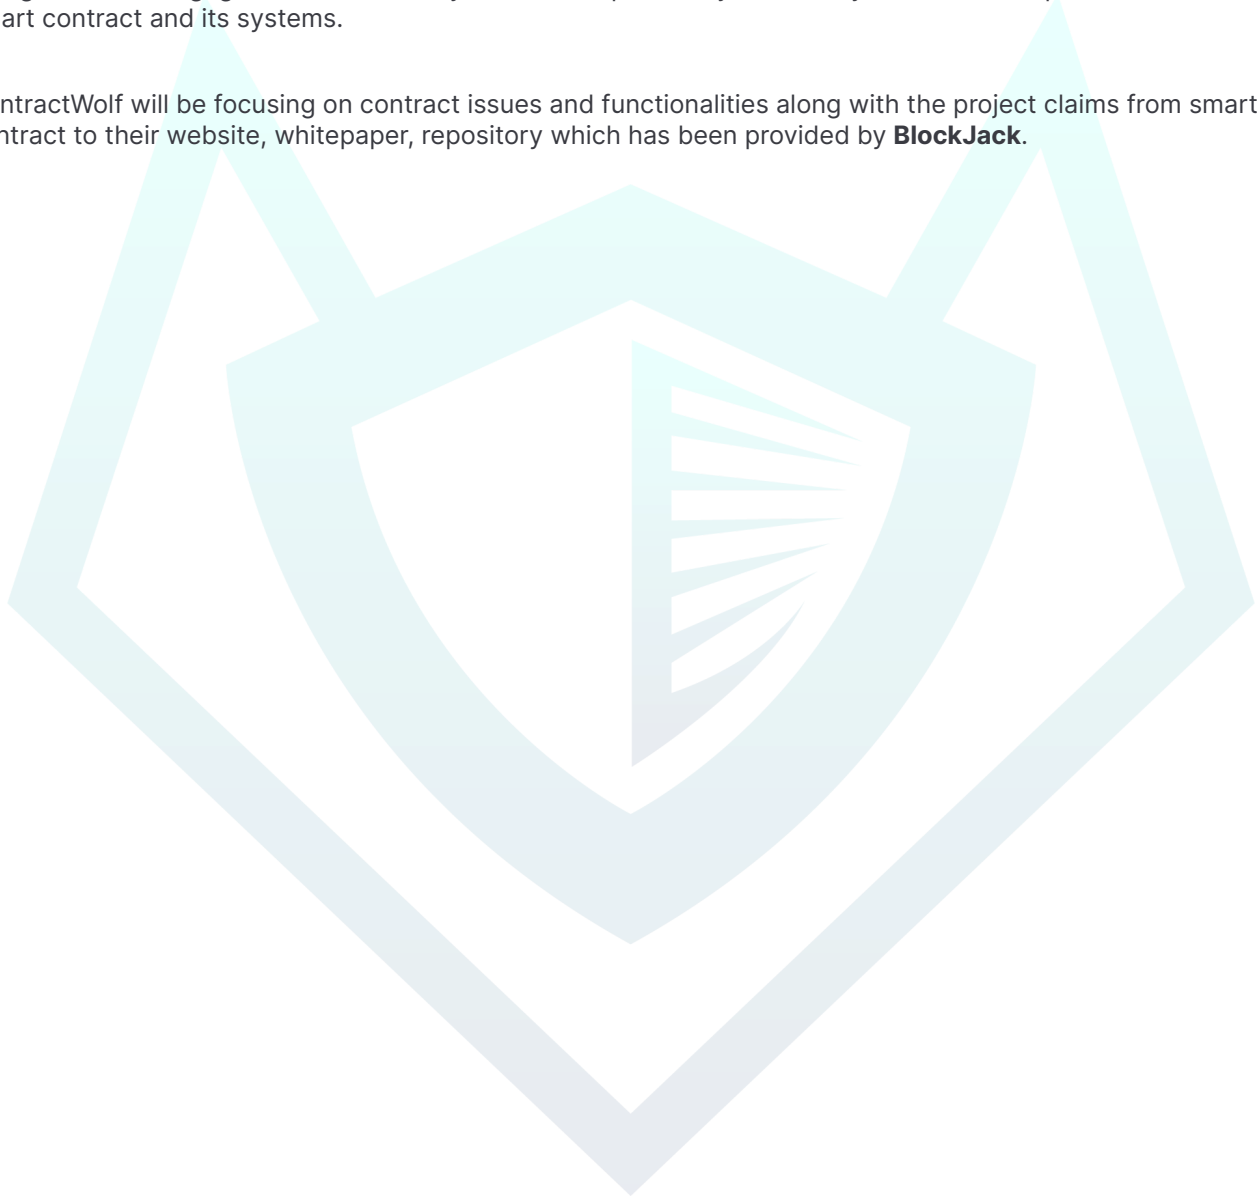 art contract and its systems.
ntractWolf will be focusing on contract issues and functionalities along with the project claims from smart
ntract to their website, whitepaper, repository which has been provided by BlockJack.